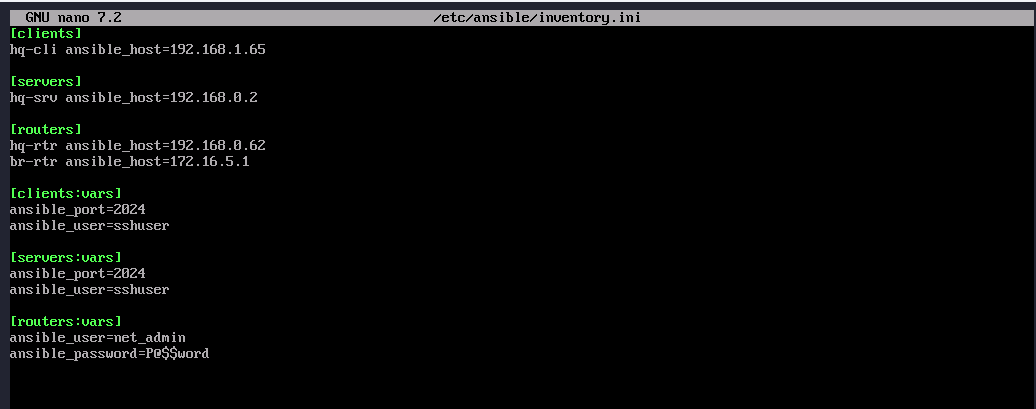 GNU nano 7.2 /etc/ansible/inventory.ini
[clients]
hq-cli ansible_host=192.168.1.65
[servers]
hq-srv ansible_host=192.168.0.2
[routers]
hq-rtr ansible_host=192.168.0.62
br-rtr ansible_host=172.16.5.1
[clients:vars]
ansible_port=2024
ansible_user=sshuser
[servers:vars]
ansible_port=2024
ansible_user=sshuser
[routers:vars]
ansible_user=net_admin
ansible_password=P@$$word